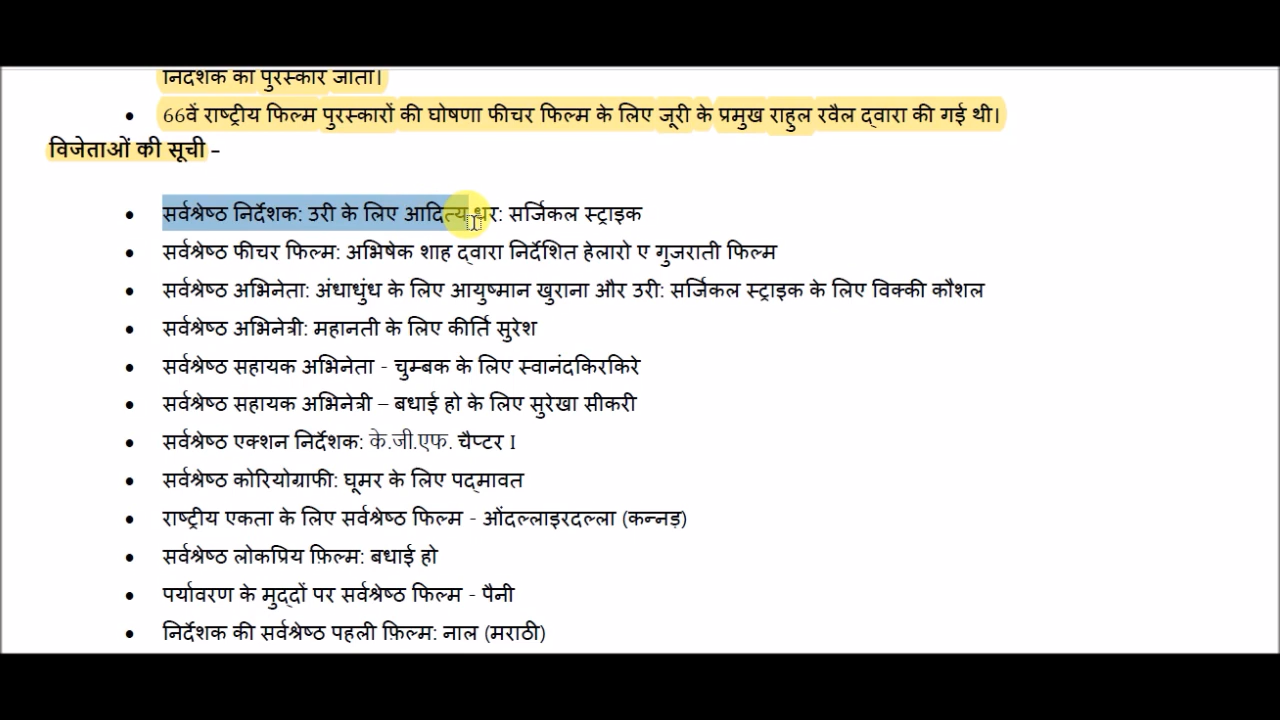 निर्देशक का पुरस्कार जीता।
• 66वें राष्ट्रीय फिल्म पुरस्कारों की घोषणा फीचर फिल्म के लिए जूरी के प्रमुख राहुल रवैल द्वारा की गई थी।
विजेताओं की सूची –
• सर्वश्रेष्ठ निर्देशक: उरी के लिए आदित्य धर: सर्जिकल स्ट्राइक
• सर्वश्रेष्ठ फीचर फिल्म: अभिषेक शाह द्वारा निर्देशित हेलारो ए गुजराती फिल्म
• सर्वश्रेष्ठ अभिनेता: अंधाधुंध के लिए आयुष्मान खुराना और उरी: सर्जिकल स्ट्राइक के लिए विक्की कौशल
• सर्वश्रेष्ठ अभिनेत्री: महानती के लिए कीर्ति सुरेश
• सर्वश्रेष्ठ सहायक अभिनेता - चुम्बक के लिए स्वानंदकिरकिरे
• सर्वश्रेष्ठ सहायक अभिनेत्री – बधाई हो के लिए सुरेखा सीकरी
• सर्वश्रेष्ठ एक्शन निर्देशक: के.जी.एफ. चैप्टर I
• सर्वश्रेष्ठ कोरियोग्राफी: घूमर के लिए पद्मावत
• राष्ट्रीय एकता के लिए सर्वश्रेष्ठ फिल्म - ओंदल्लाइरदल्ला (कन्नड़)
• सर्वश्रेष्ठ लोकप्रिय फ़िल्म: बधाई हो
• पर्यावरण के मुद्दों पर सर्वश्रेष्ठ फिल्म - पैनी
• निर्देशक की सर्वश्रेष्ठ पहली फ़िल्म: नाल (मराठी)